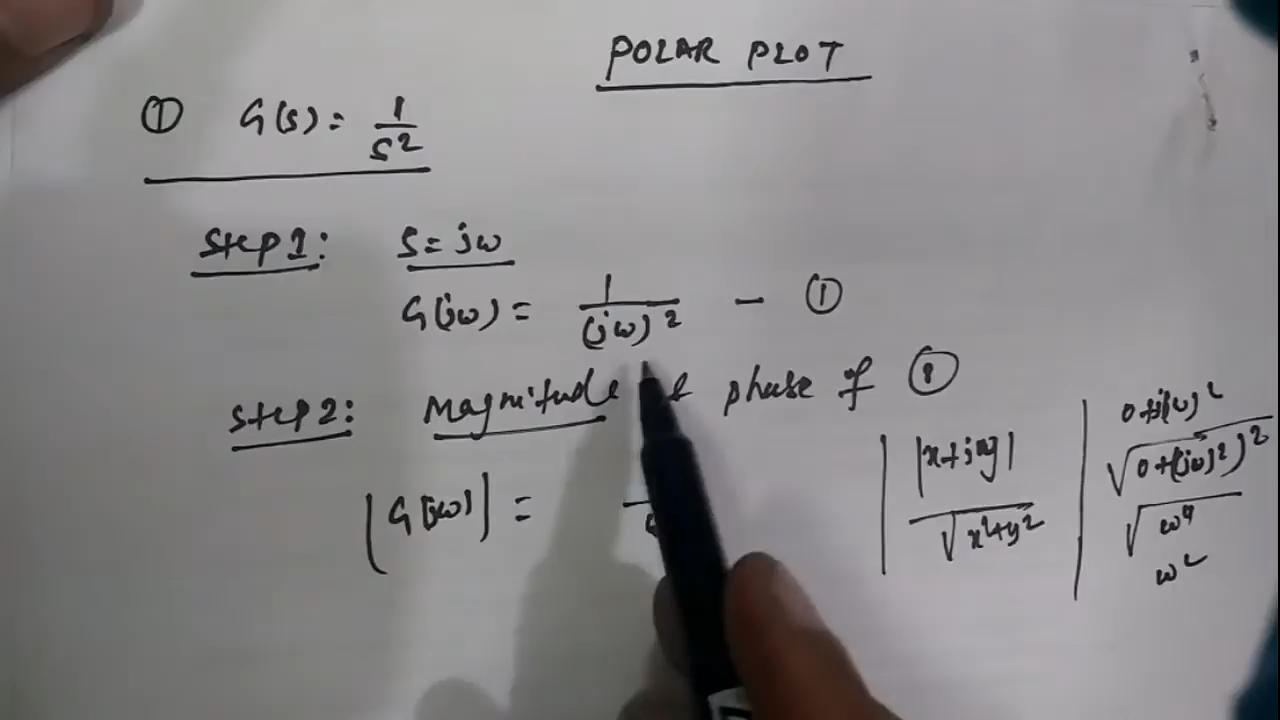 POLAR PLOT
① G(s) = 1/s²
Step 1: s = jω
G(jω) = 1/(jω)² - ①
Step 2: Magnitude phase of ①
|G(jω)| =
|x+jy|
√x²+y²
0+j(ω)²
√0+(jω)²)²
√ω⁴
ω²